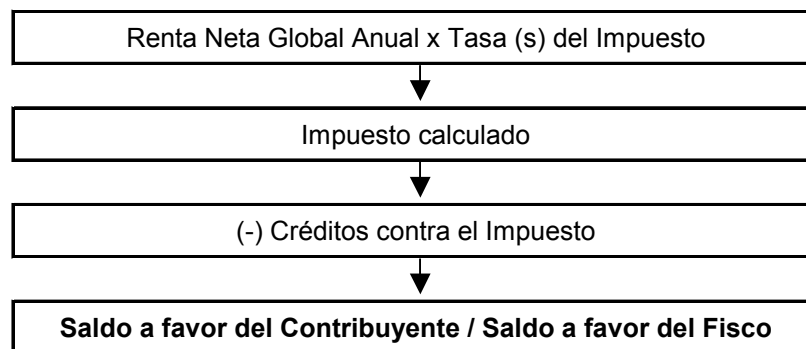 Renta Neta Global Anual x Tasa (s) del Impuesto
Impuesto calculado
(-) Créditos contra el Impuesto
Saldo a favor del Contribuyente / Saldo a favor del Fisco